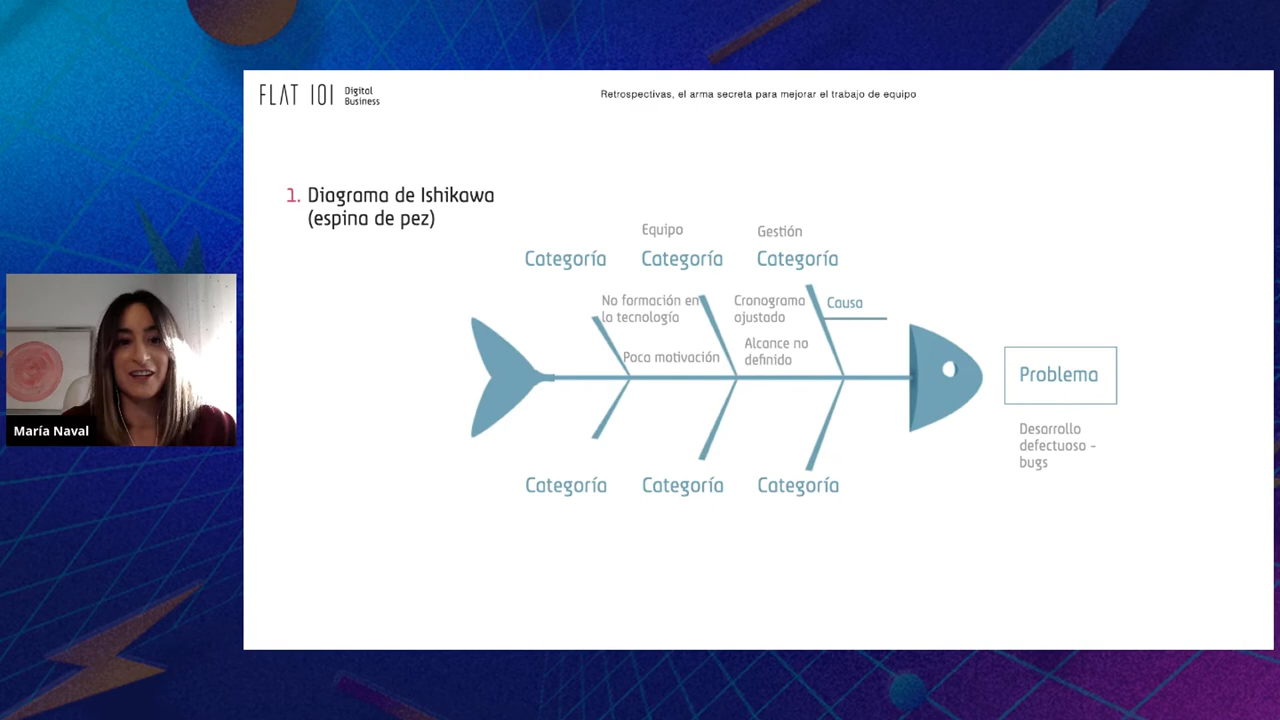 FLAT 101 Digital Business
Retrospectivas, el arma secreta para mejorar el trabajo de equipo
1. Diagrama de Ishikawa
(espina de pez)
Equipo
Gestión
Categoría
Categoría
Categoría
No formación en
la tecnología
Poca motivación
Cronograma
ajustado
Alcance no
definido
Causa
Problema
Desarrollo
defectuoso -
bugs
Categoría
Categoría
Categoría
María Naval